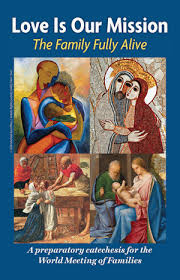 Love Is Our Mission
The Family Fully Alive
A preparatory catechesis for the
World Meeting of Families